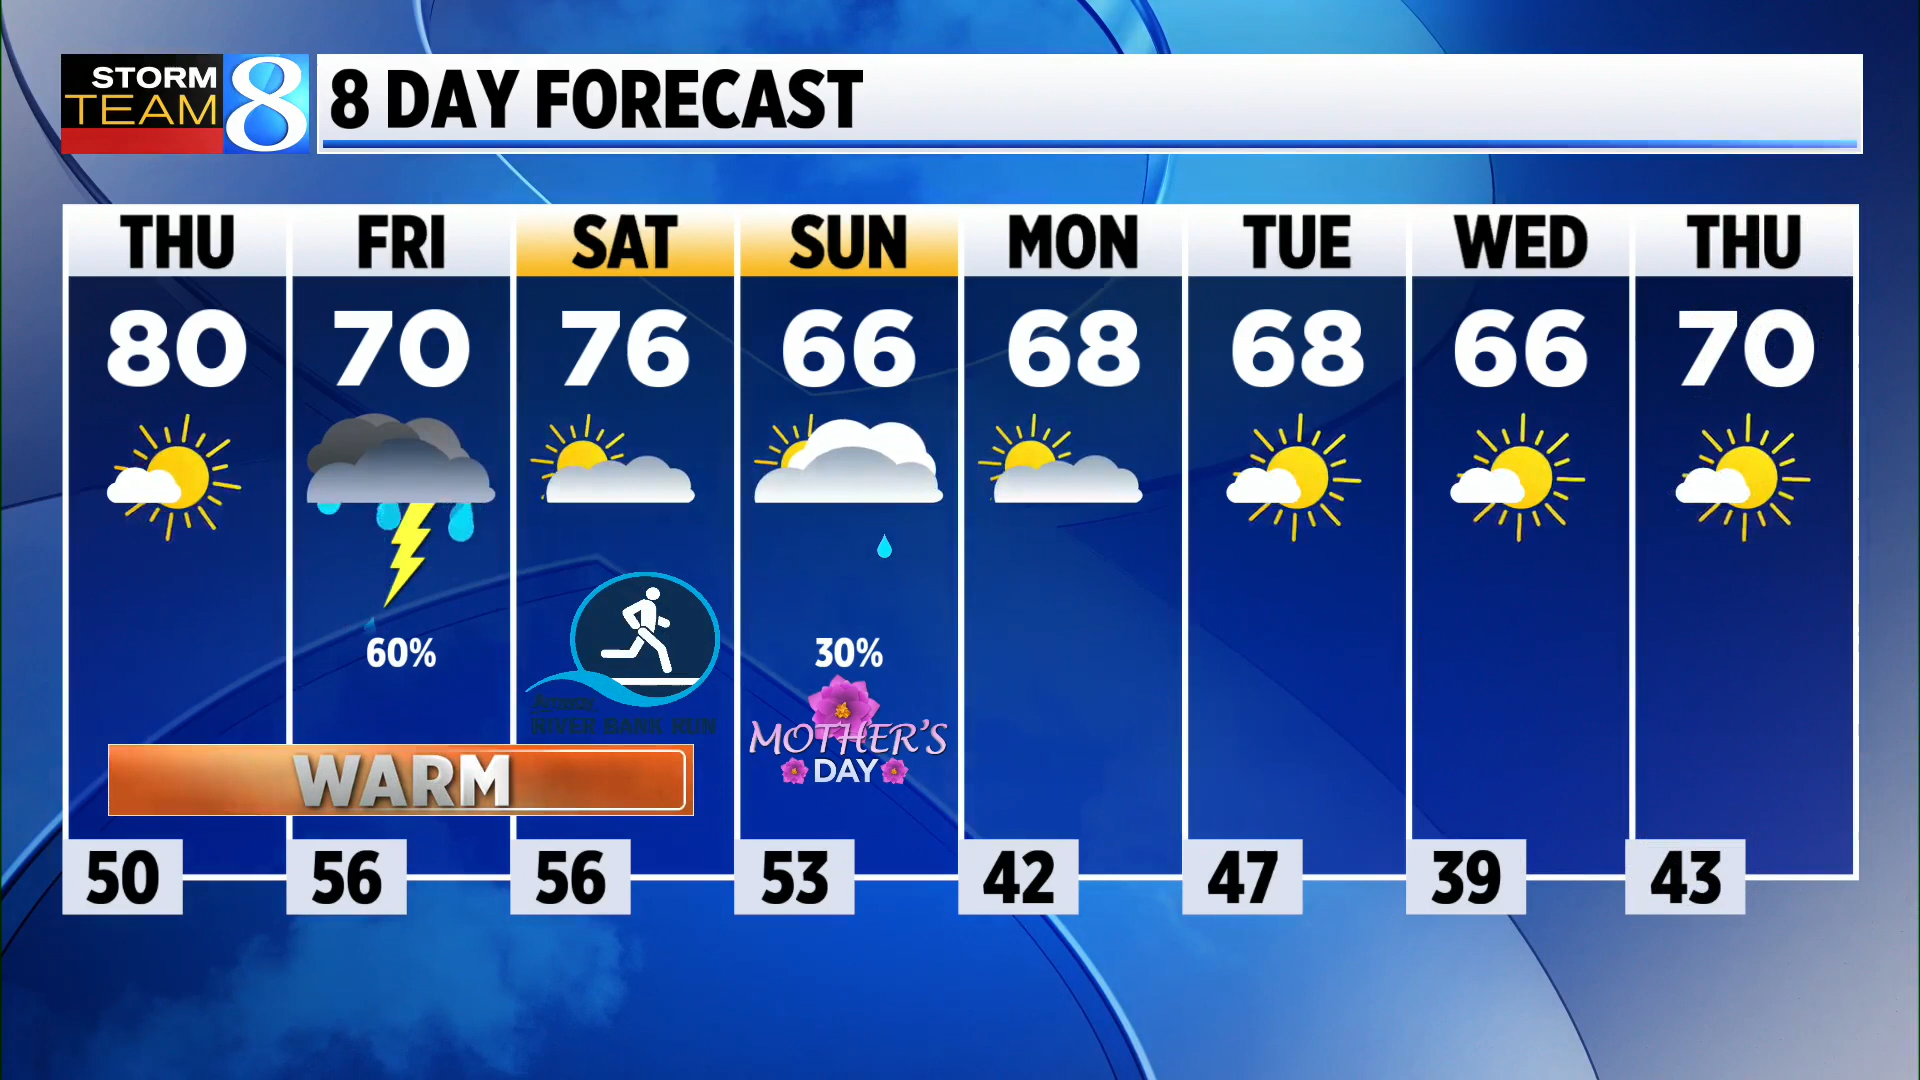 STORM
TEAM 8
8 DAY FORECAST
THU FRI SAT SUN MON TUE WED THU
80 70 76 66 68 68 66 70
60% 30%
RIVER BANK RUN
MOTHER'S
DAY
WARM
50 56 56 53 42 47 39 43